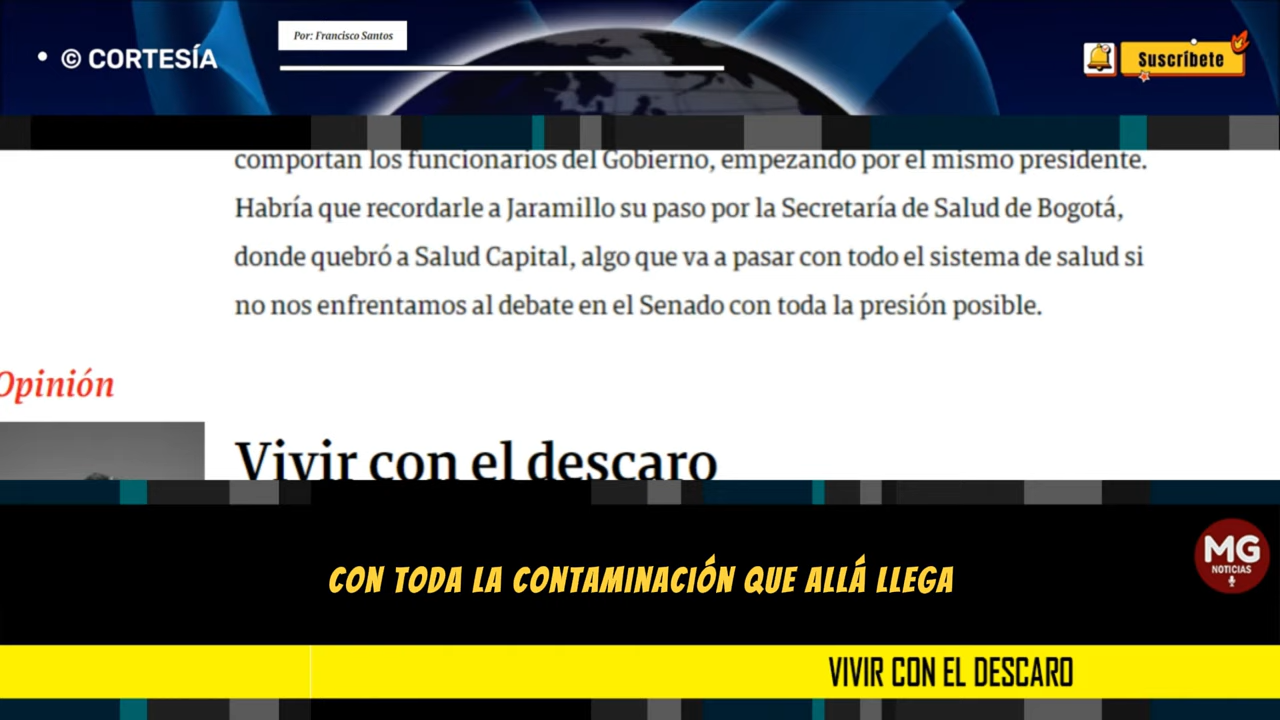 • © CORTESÍA
Por: Francisco Santos
Suscríbete
comportan los funcionarios del Gobierno, empezando por el mismo presidente.
Habría que recordarle a Jaramillo su paso por la Secretaría de Salud de Bogotá,
donde quebró a Salud Capital, algo que va a pasar con todo el sistema de salud si
no nos enfrentamos al debate en el Senado con toda la presión posible.
Opinión
Vivir con el descaro
MG
NOTICIAS
CON TODA LA CONTAMINACIÓN QUE ALLÁ LLEGA
VIVIR CON EL DESCARO